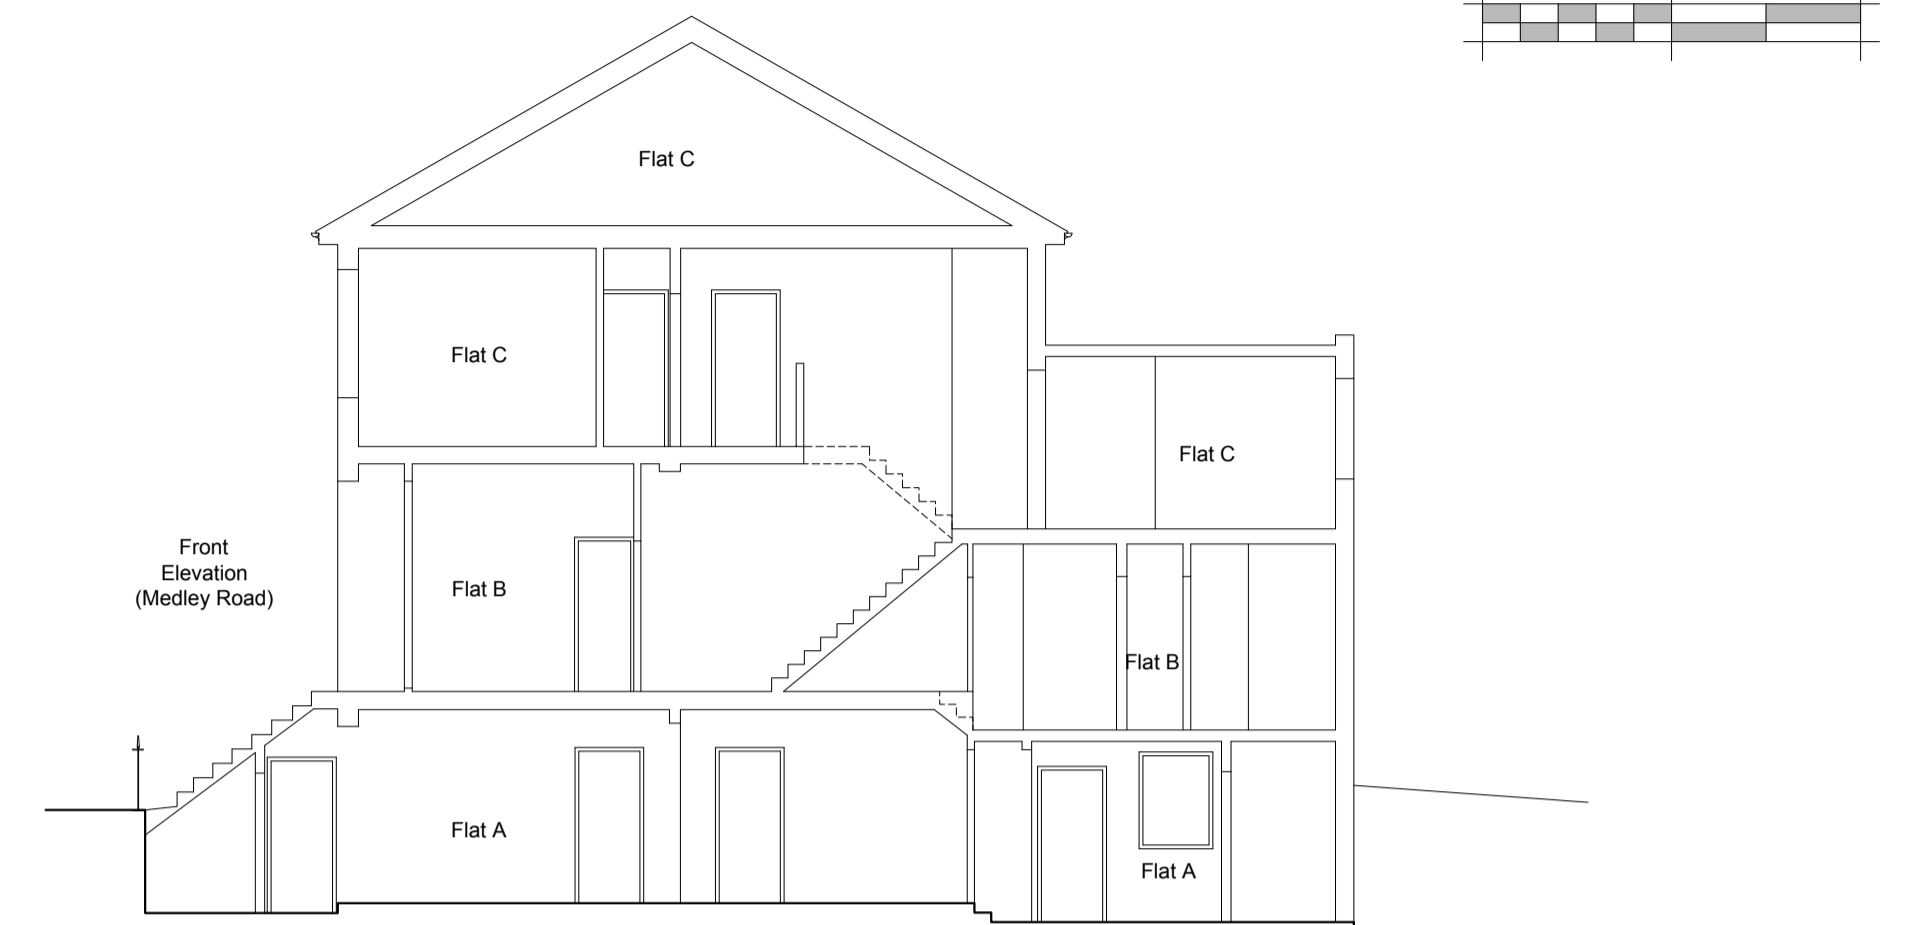 Flat C
Flat C
Flat C
Front
Elevation
(Medley Road)
Flat B
Flat B
Flat A
Flat A